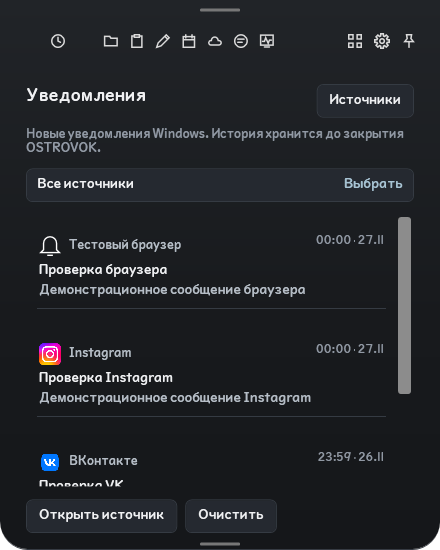 Уведомления
Источники
Новые уведомления Windows. История хранится до закрытия
OSTROVOK.
Все источники
Выбрать
Тестовый браузер
00:00 · 27.11
Проверка браузера
Демонстрационное сообщение браузера
Instagram
00:00 · 27.11
Проверка Instagram
Демонстрационное сообщение Instagram
ВКонтакте
23:59 · 26.11
Проверка VK
Открыть источник
Очистить